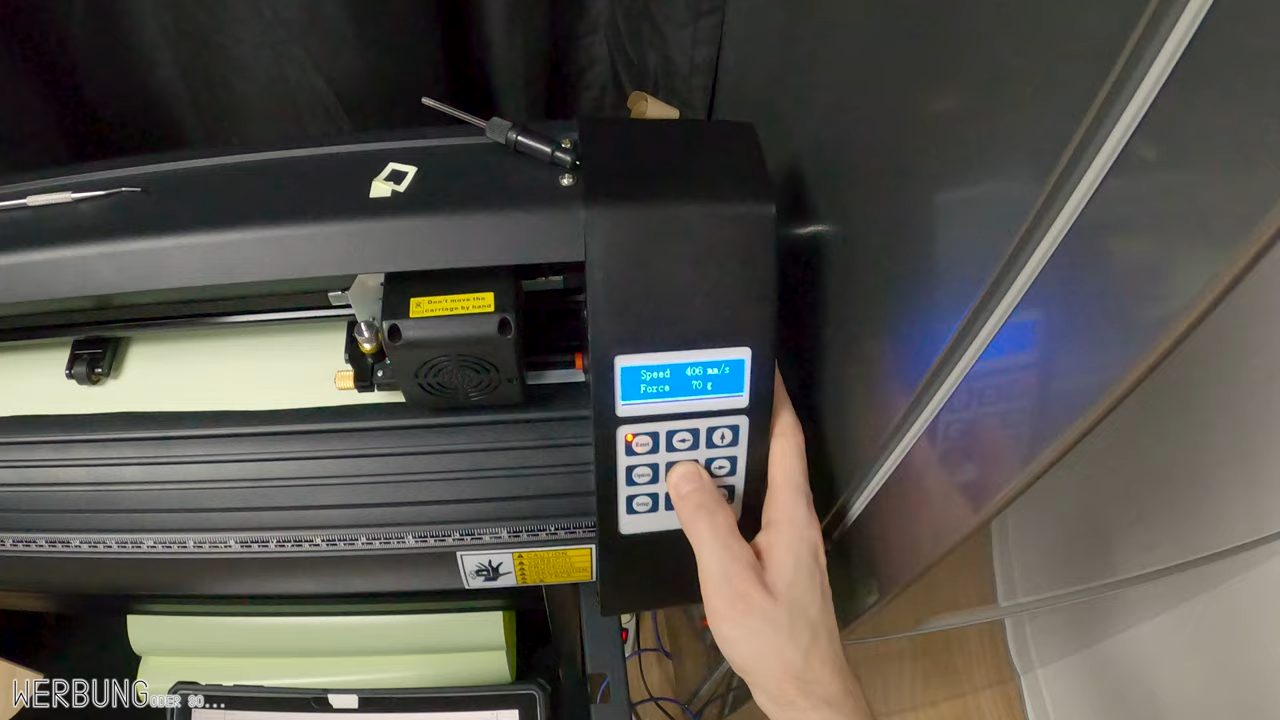 Don't move the
carriage by hand
Speed 406 mm/s
Force 70 g
Reset
Option
Setup
CAUTION
WERBUNG ODER SO...